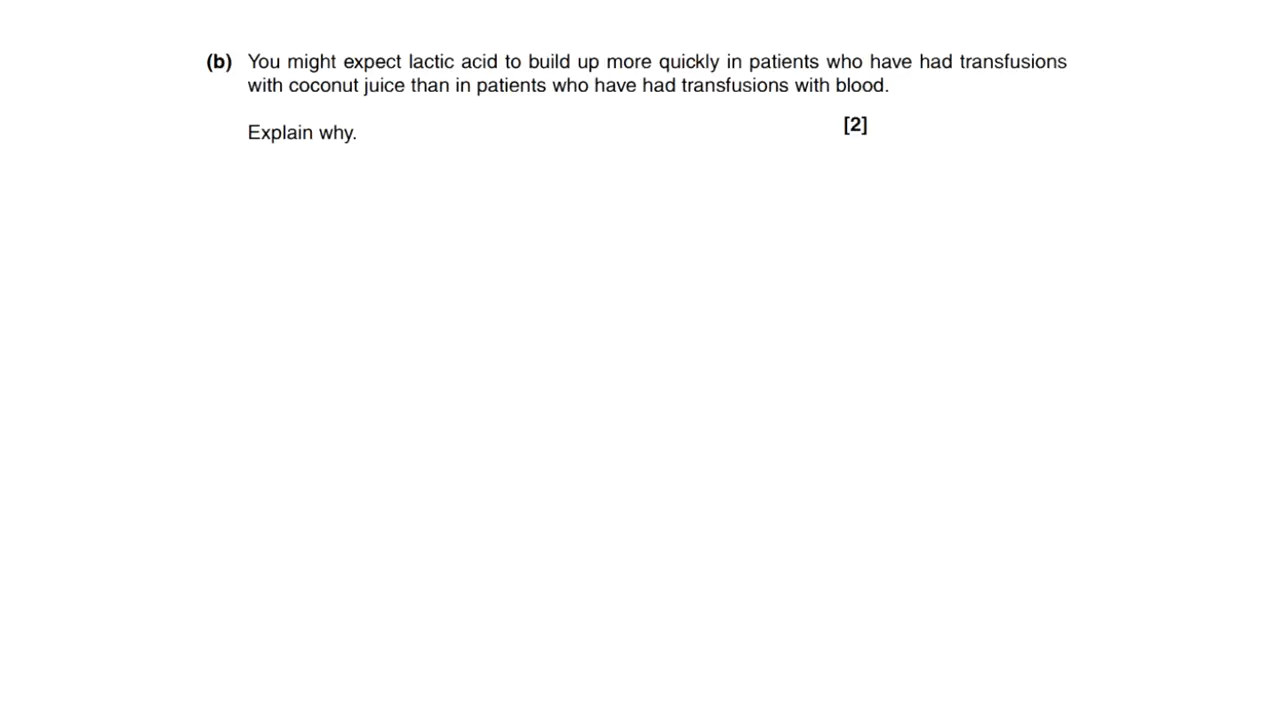 (b) You might expect lactic acid to build up more quickly in patients who have had transfusions
with coconut juice than in patients who have had transfusions with blood.
Explain why. [2]